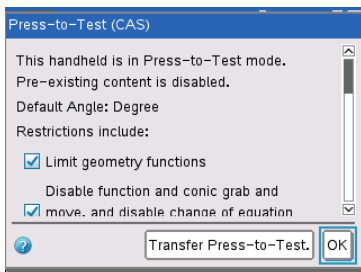 Press-to-Test (CAS)
This handheld is in Press-to-Test mode.
Pre-existing content is disabled.
Default Angle: Degree
Restrictions include:
Limit geometry functions
Disable function and conic grab and
move, and disable change of equation
Transfer Press-to-Test.
OK